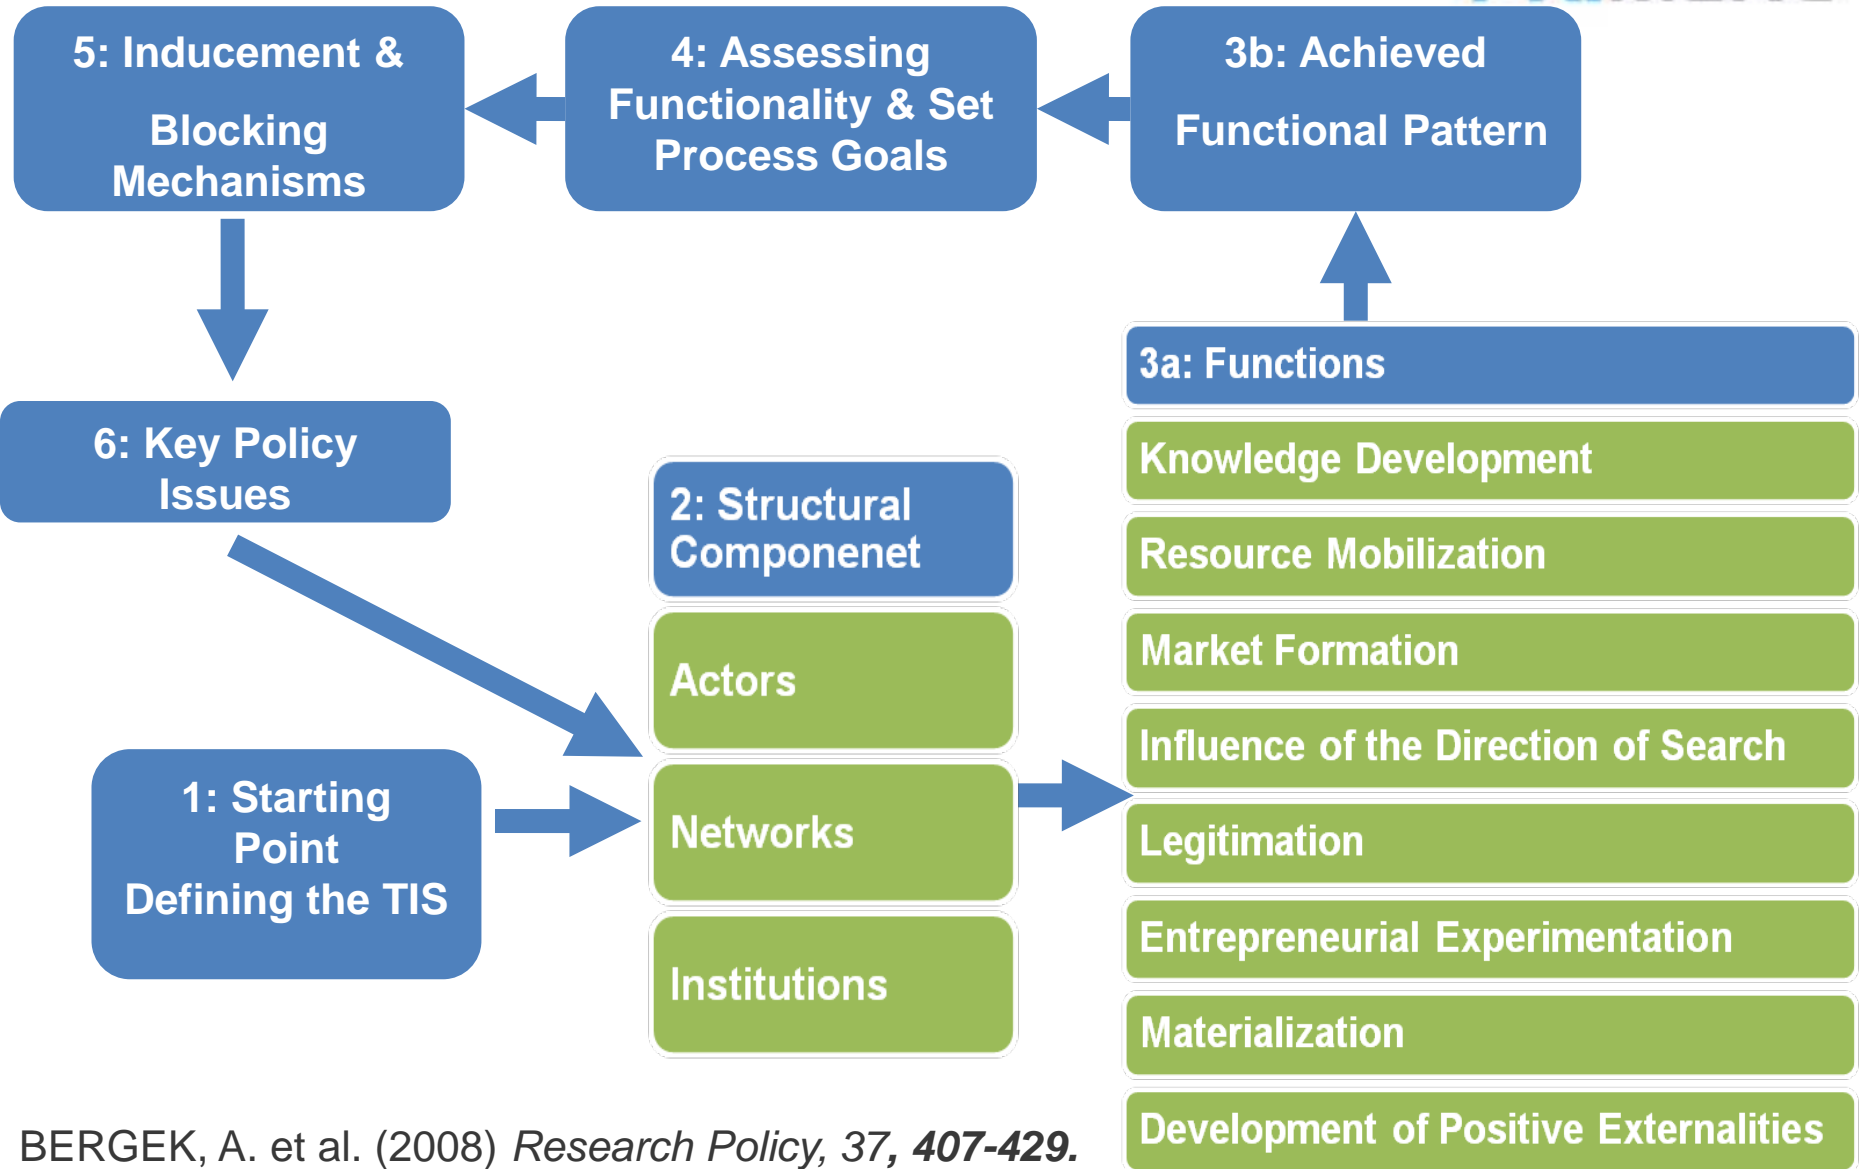 5: Inducement &
Blocking
Mechanisms
4: Assessing
Functionality & Set
Process Goals
3b: Achieved
Functional Pattern
6: Key Policy
Issues
1: Starting
Point
Defining the TIS
2: Structural
Componenet
Actors
Networks
Institutions
3a: Functions
Knowledge Development
Resource Mobilization
Market Formation
Influence of the Direction of Search
Legitimation
Entrepreneurial Experimentation
Materialization
Development of Positive Externalities
BERGEK, A. et al. (2008) Research Policy, 37, 407-429.